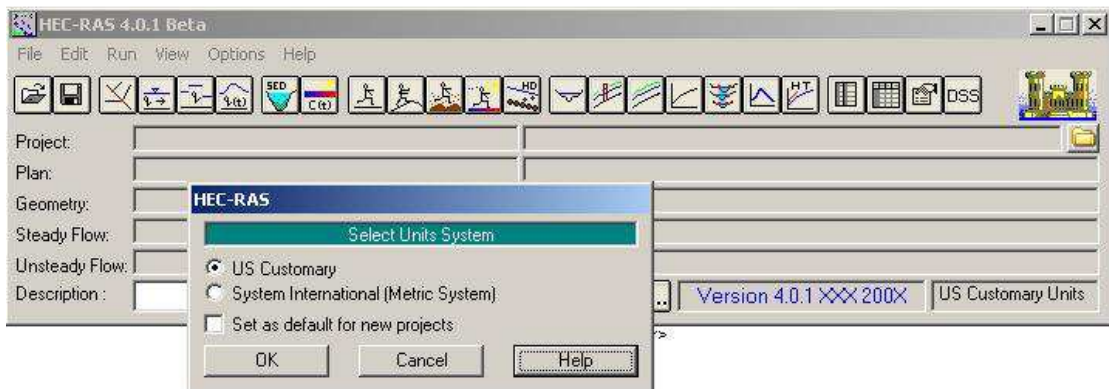 HEC-RAS 4.0.1 Beta
File Edit Run View Options Help
SED C(t) HD HT DSS
Project:
Plan:
Geometry:
Steady Flow:
Unsteady Flow:
Description :
Version 4.0.1 XXX 200X US Customary Units
HEC-RAS
Select Units System
US Customary
System International (Metric System)
Set as default for new projects
OK Cancel Help